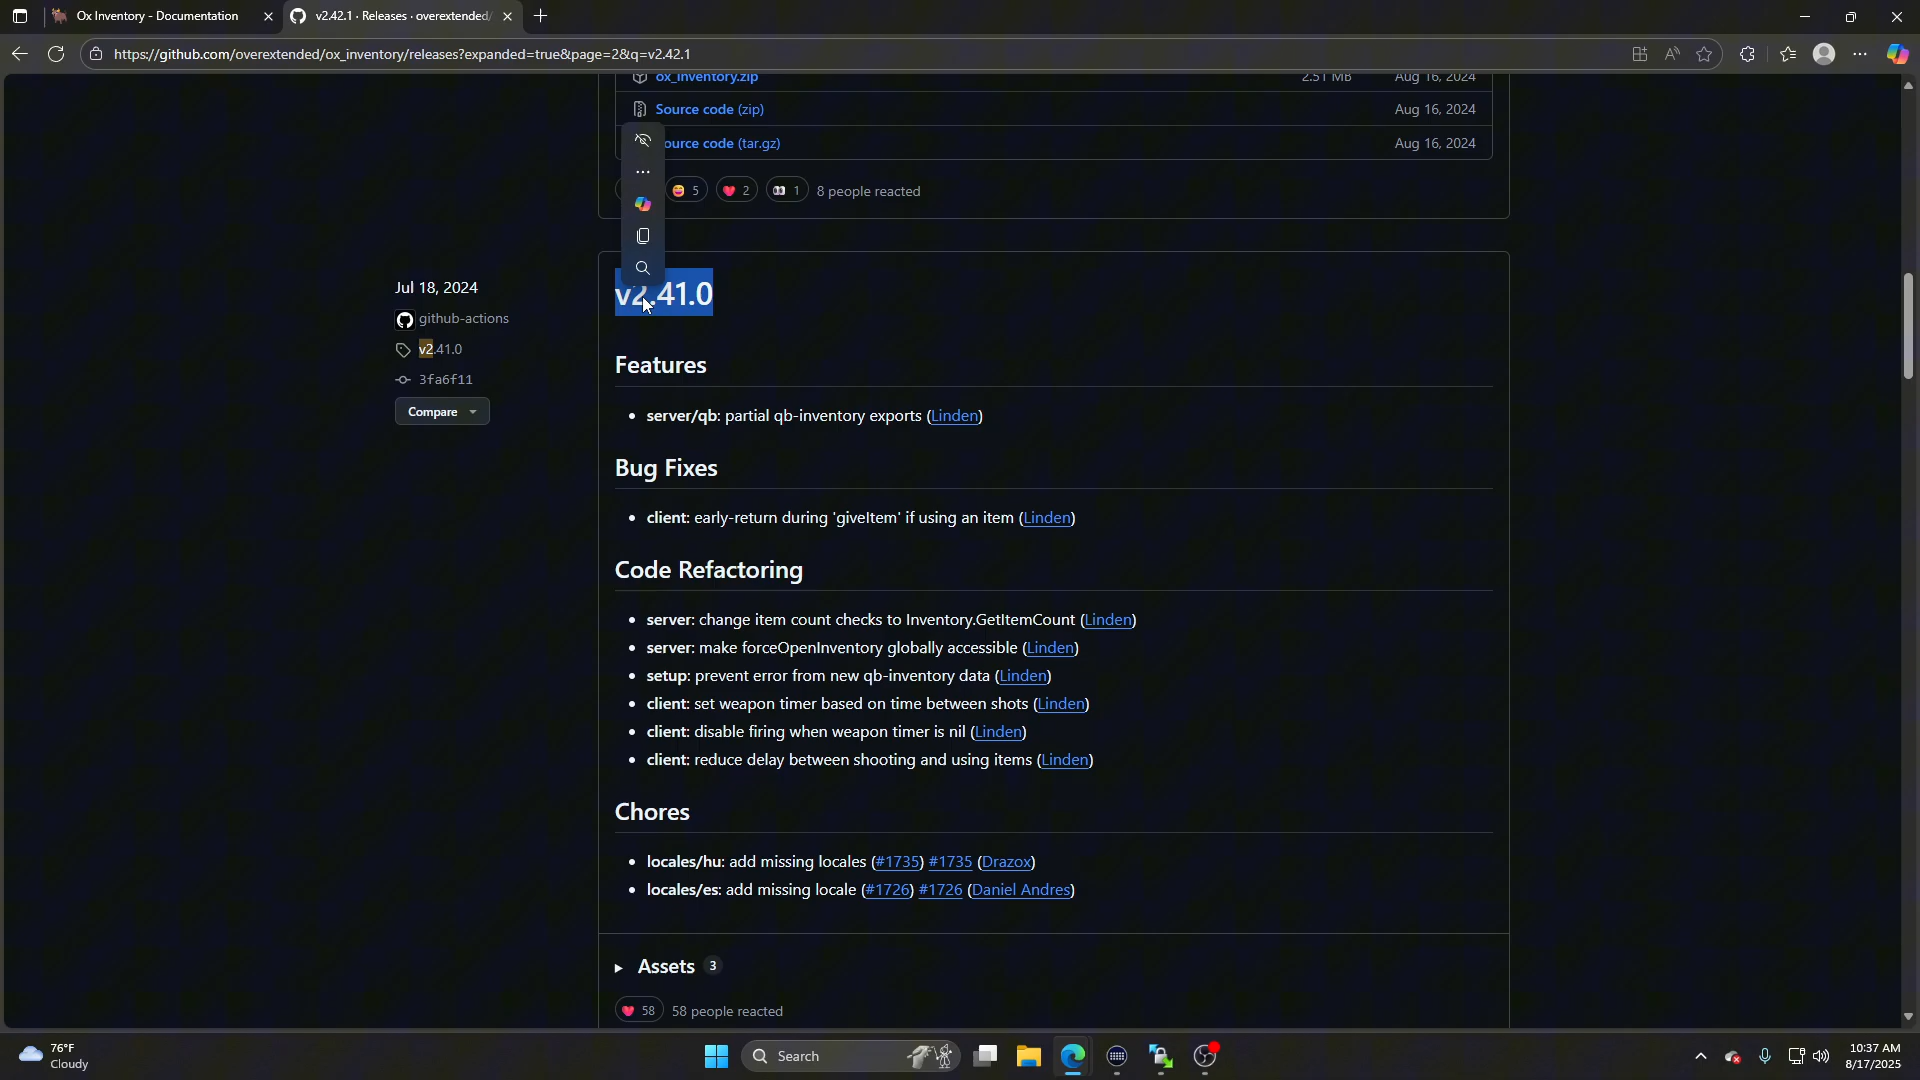 Ox Inventory - Documentation
v2.42.1 · Releases · overextended/
https://github.com/overextended/ox_inventory/releases?expanded=true&page=2&q=v2.42.1
ox_inventory.zip 2.51 MB Aug 16, 2024
Source code (zip) Aug 16, 2024
ource code (tar.gz) Aug 16, 2024
5 2 1 8 people reacted
Jul 18, 2024
github-actions
v2.41.0
3fa6f11
Compare
v2.41.0
Features
server/qb: partial qb-inventory exports (Linden)
Bug Fixes
client: early-return during 'giveItem' if using an item (Linden)
Code Refactoring
server: change item count checks to Inventory.GetItemCount (Linden)
server: make forceOpenInventory globally accessible (Linden)
setup: prevent error from new qb-inventory data (Linden)
client: set weapon timer based on time between shots (Linden)
client: disable firing when weapon timer is nil (Linden)
client: reduce delay between shooting and using items (Linden)
Chores
locales/hu: add missing locales (#1735) #1735 (Drazox)
locales/es: add missing locale (#1726) #1726 (Daniel Andres)
Assets 3
58 58 people reacted
76°F
Cloudy
Search
10:37 AM
8/17/2025